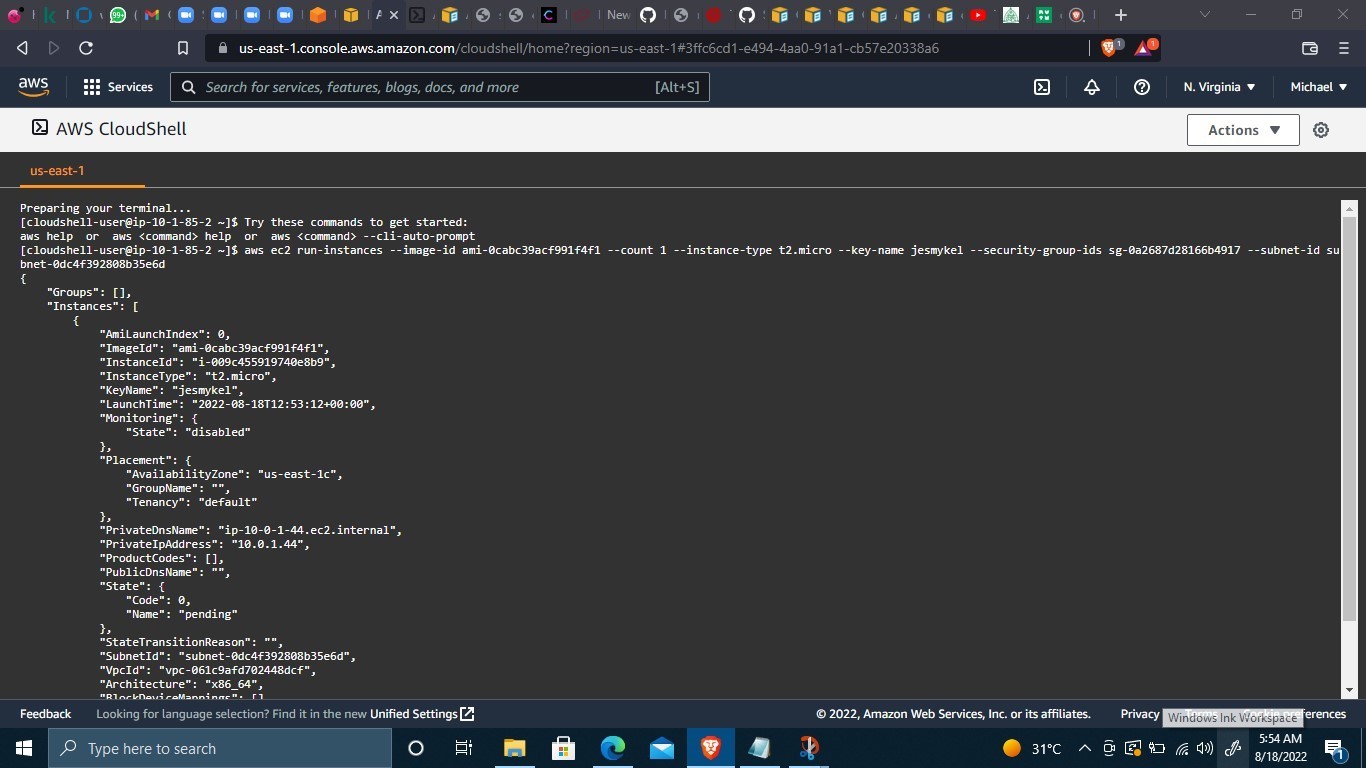 99+
New
us-east-1.console.aws.amazon.com/cloudshell/home?region=us-east-1#3ffc6cd1-e494-4aa0-91a1-cb57e20338a6
1
1
aws
Services
Search for services, features, blogs, docs, and more
[Alt+S]
N. Virginia
Michael
AWS CloudShell
Actions
us-east-1
Preparing your terminal...
[cloudshell-user@ip-10-1-85-2 ~]$ Try these commands to get started:
aws help  or  aws <command> help  or  aws <command> --cli-auto-prompt
[cloudshell-user@ip-10-1-85-2 ~]$ aws ec2 run-instances --image-id ami-0cabc39acf991f4f1 --count 1 --instance-type t2.micro --key-name jesmykel --security-group-ids sg-0a2687d28166b4917 --subnet-id su
bnet-0dc4f392808b35e6d
{
    "Groups": [],
    "Instances": [
        {
            "AmiLaunchIndex": 0,
            "ImageId": "ami-0cabc39acf991f4f1",
            "InstanceId": "i-009c455919740e8b9",
            "InstanceType": "t2.micro",
            "KeyName": "jesmykel",
            "LaunchTime": "2022-08-18T12:53:12+00:00",
            "Monitoring": {
                "State": "disabled"
            },
            "Placement": {
                "AvailabilityZone": "us-east-1c",
                "GroupName": "",
                "Tenancy": "default"
            },
            "PrivateDnsName": "ip-10-0-1-44.ec2.internal",
            "PrivateIpAddress": "10.0.1.44",
            "ProductCodes": [],
            "PublicDnsName": "",
            "State": {
                "Code": 0,
                "Name": "pending"
            },
            "StateTransitionReason": "",
            "SubnetId": "subnet-0dc4f392808b35e6d",
            "VpcId": "vpc-061c9afd702448dcf",
            "Architecture": "x86_64",
            "BlockDeviceMappings": [],
Feedback
Looking for language selection? Find it in the new Unified Settings
© 2022, Amazon Web Services, Inc. or its affiliates.
Privacy
Terms
Cookie preferences
Windows Ink Workspace
Type here to search
31°C
5:54 AM
8/18/2022
1